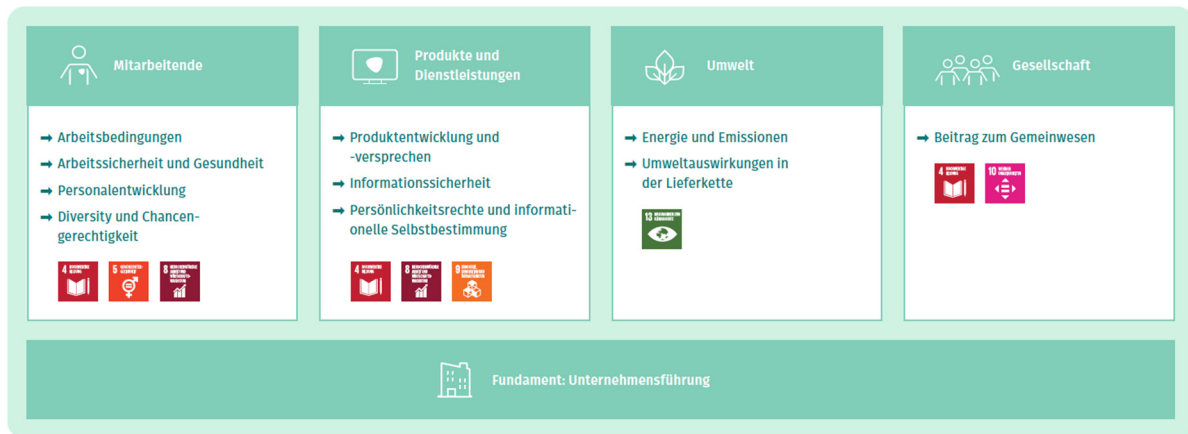 Mitarbeitende
Arbeitsbedingungen
Arbeitssicherheit und Gesundheit
Personalentwicklung
Diversity und Chancen-
gerechtigkeit
4
5
8
Produkte und
Dienstleistungen
Produktentwicklung und
-versprechen
Informationssicherheit
Persönlichkeitsrechte und informati-
onelle Selbstbestimmung
4
8
9
Umwelt
Energie und Emissionen
Umweltauswirkungen in
der Lieferkette
13
Gesellschaft
Beitrag zum Gemeinwesen
4
10
Fundament: Unternehmensführung